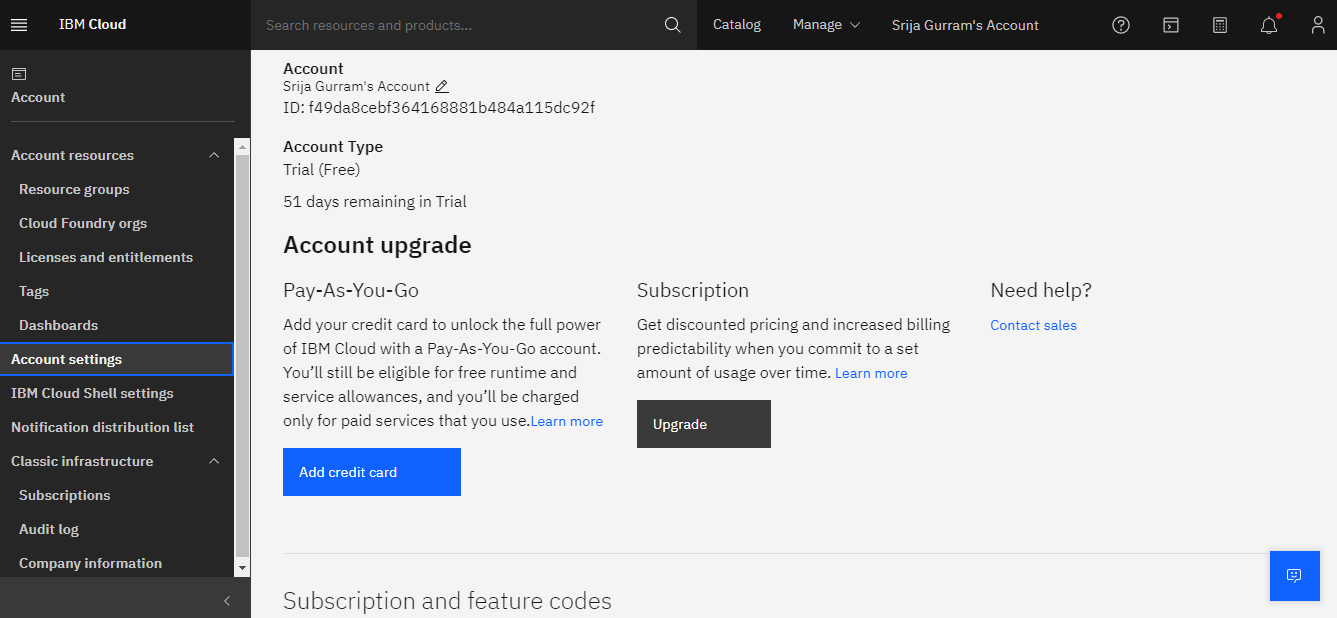 IBM Cloud
Search resources and products...
Catalog
Manage
Srija Gurram's Account
Account
Account resources
Resource groups
Cloud Foundry orgs
Licenses and entitlements
Tags
Dashboards
Account settings
IBM Cloud Shell settings
Notification distribution list
Classic infrastructure
Subscriptions
Audit log
Company information
Account
Srija Gurram's Account
ID: f49da8cebf364168881b484a115dc92f
Account Type
Trial (Free)
51 days remaining in Trial
Account upgrade
Pay-As-You-Go
Add your credit card to unlock the full power
of IBM Cloud with a Pay-As-You-Go account.
You’ll still be eligible for free runtime and
service allowances, and you’ll be charged
only for paid services that you use.Learn more
Add credit card
Subscription
Get discounted pricing and increased billing
predictability when you commit to a set
amount of usage over time. Learn more
Upgrade
Need help?
Contact sales
Subscription and feature codes